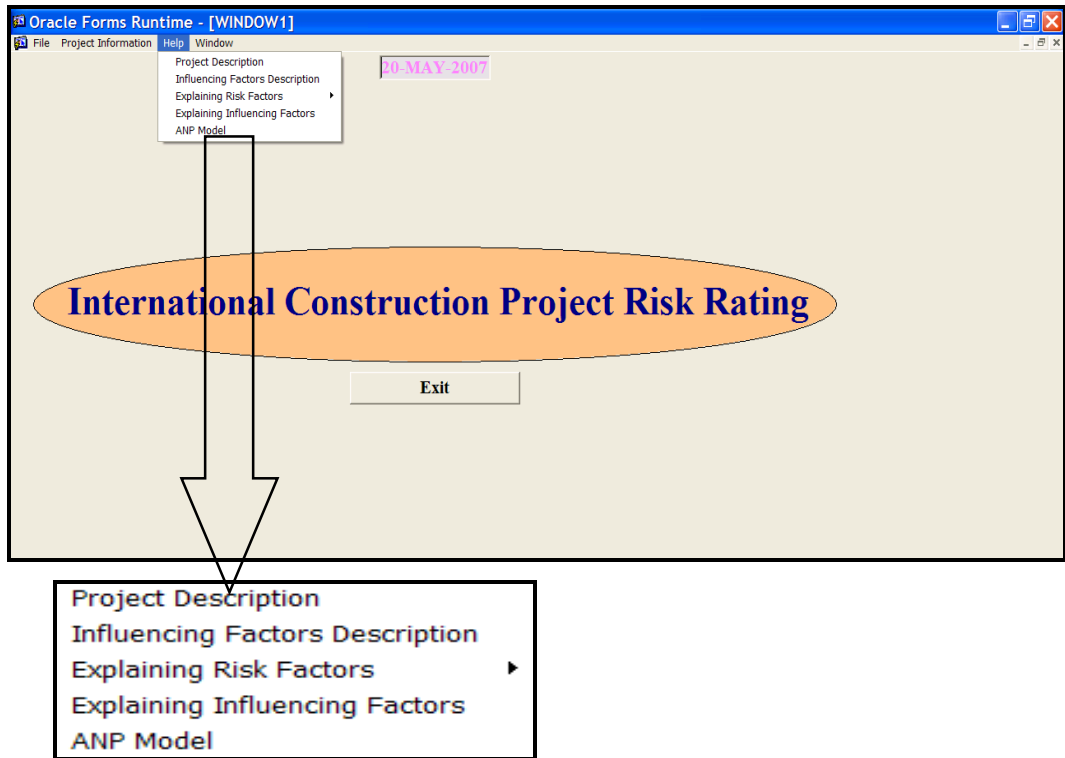 Oracle Forms Runtime - [WINDOW1]
File Project Information Help Window
Project Description
Influencing Factors Description
Explaining Risk Factors
Explaining Influencing Factors
ANP Model
20-MAY-2007
International Construction Project Risk Rating
Exit
Project Description
Influencing Factors Description
Explaining Risk Factors
Explaining Influencing Factors
ANP Model